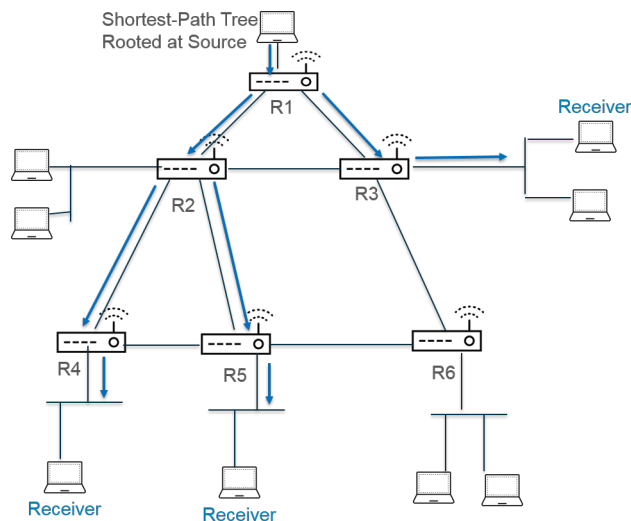 Shortest-Path Tree
Rooted at Source
R1
Receiver
R2
R3
R4
R5
R6
Receiver
Receiver